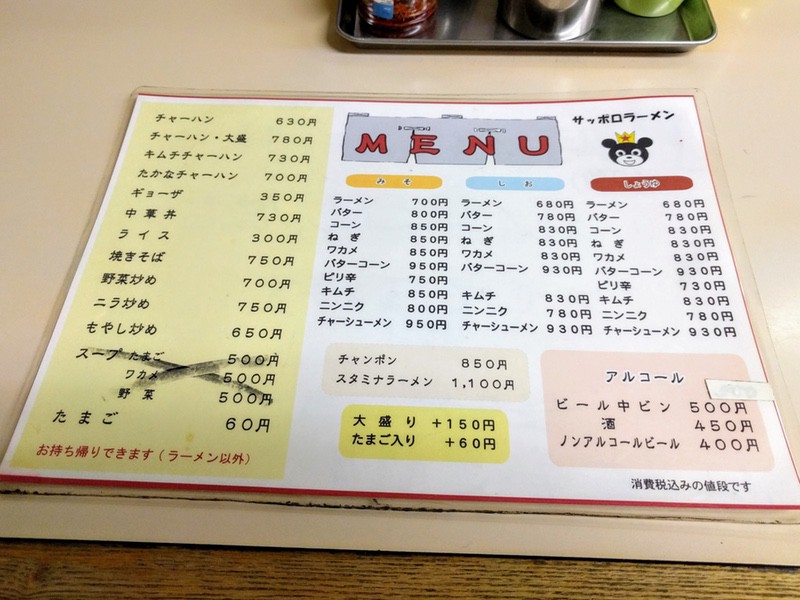 チャーハン 630円
チャーハン・大盛 780円
キムチチャーハン 730円
たかなチャーハン 700円
ギョーザ 350円
中華丼 730円
ライス 300円
焼きそば 750円
野菜炒め 700円
ニラ炒め 750円
もやし炒め 650円
スープ たまご 500円
ワカメ 500円
野菜 500円
たまご 60円
お持ち帰りできます(ラーメン以外)
MENU
サッポロラーメン
みそ
ラーメン 700円
バター 800円
コーン 850円
ねぎ 850円
ワカメ 850円
バターコーン 950円
ピリ辛 750円
キムチ 850円
ニンニク 800円
チャーシューメン 950円
しお
ラーメン 680円
バター 780円
コーン 830円
ねぎ 830円
ワカメ 830円
バターコーン 930円
キムチ 830円
ニンニク 780円
チャーシューメン 930円
しょうゆ
ラーメン 680円
バター 780円
コーン 830円
ねぎ 830円
ワカメ 830円
バターコーン 930円
ピリ辛 730円
キムチ 830円
ニンニク 780円
チャーシューメン 930円
チャンポン 850円
スタミナラーメン 1,100円
大盛り +150円
たまご入り +60円
アルコール
ビール中ビン 500円
酒 450円
ノンアルコールビール 400円
消費税込みの値段です